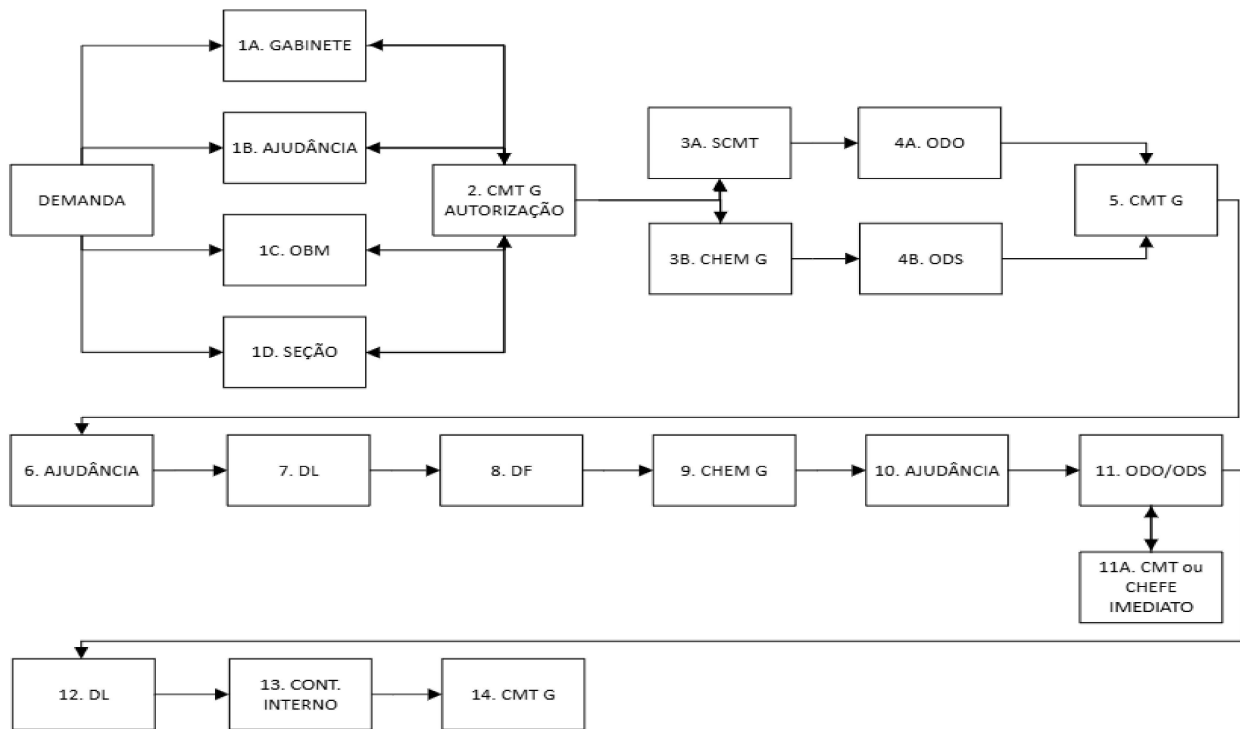 1A. GABINETE
1B. AJUDÂNCIA
DEMANDA
1C. OBM
1D. SEÇÃO
2. CMT G
AUTORIZAÇÃO
3A. SCMT
4A. ODO
3B. CHEM G
4B. ODS
5. CMT G
6. AJUDÂNCIA
7. DL
8. DF
9. CHEM G
10. AJUDÂNCIA
11. ODO/ODS
11A. CMT ou
CHEFE
IMEDIATO
12. DL
13. CONT.
INTERNO
14. CMT G